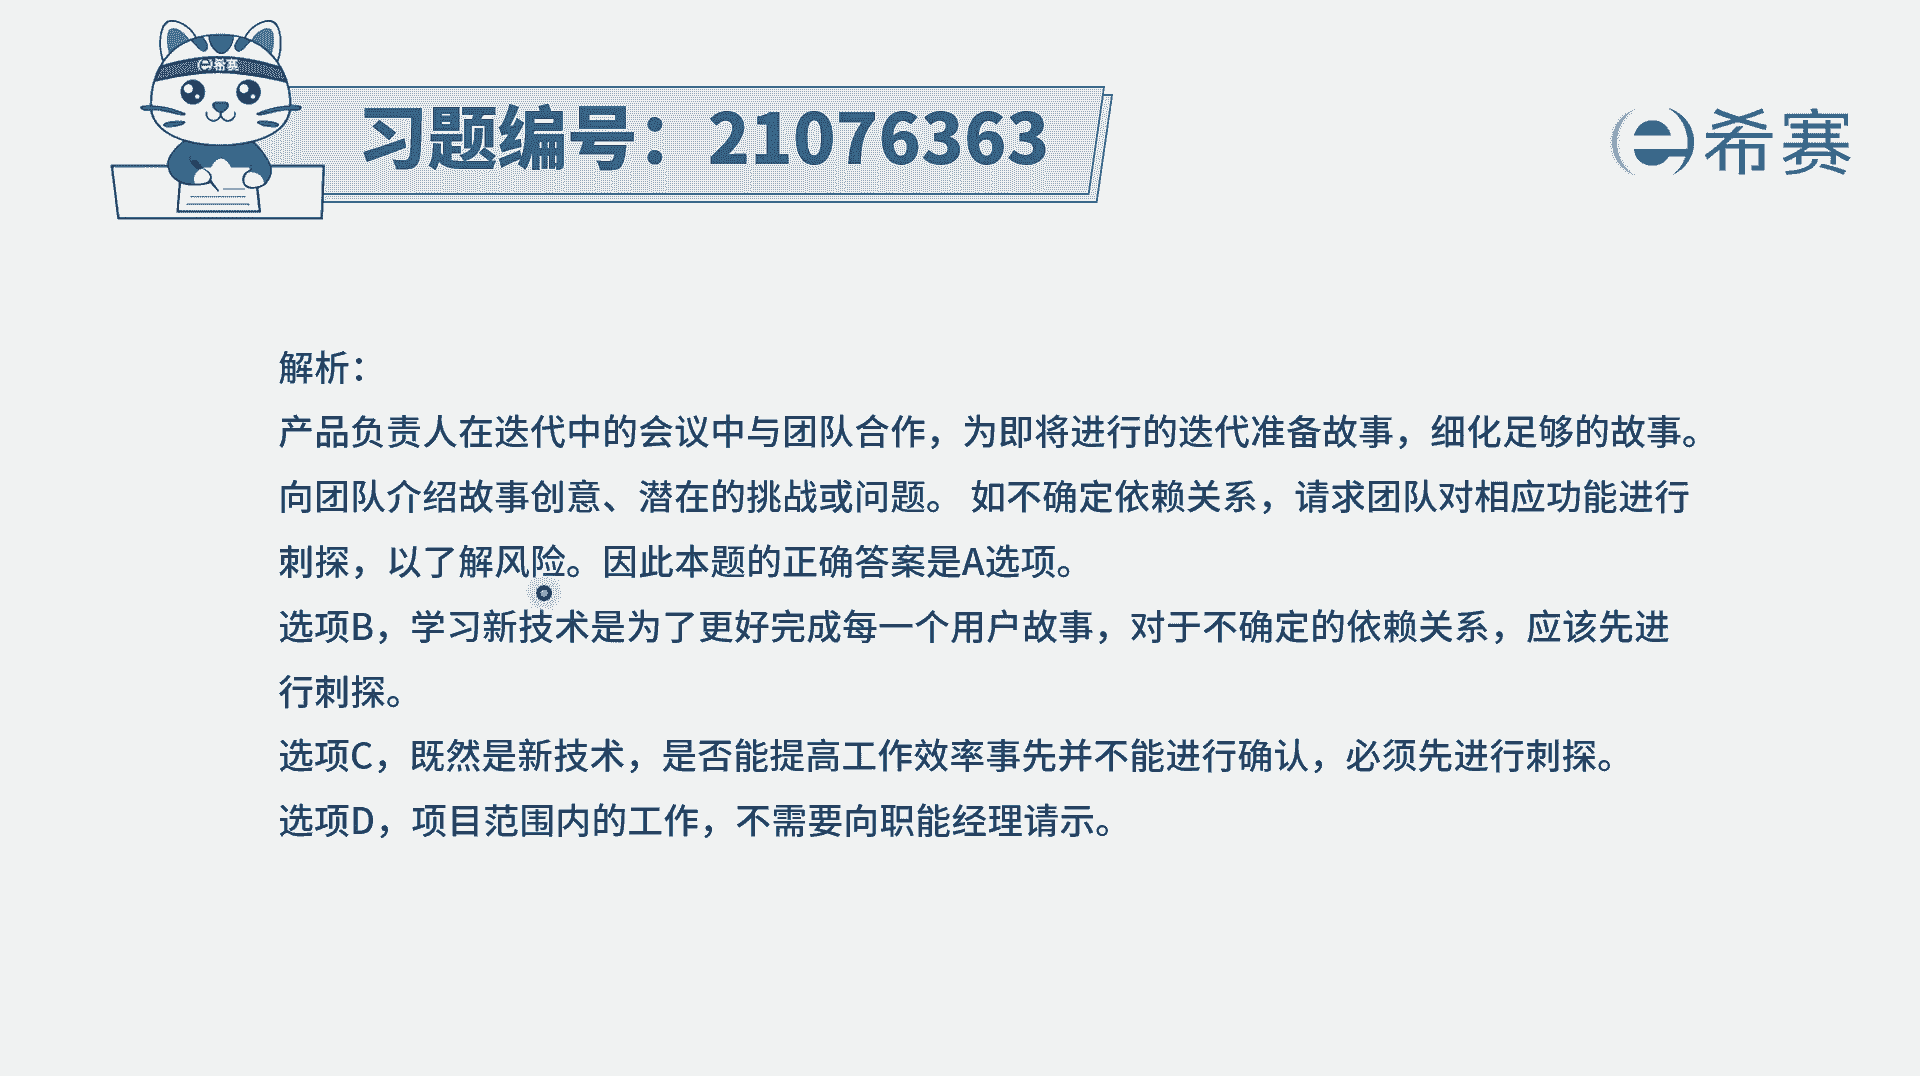 希赛
习题编号：21076363
希赛
解析：
产品负责人在迭代中的会议中与团队合作，为即将进行的迭代准备故事，细化足够的故事。
向团队介绍故事创意、潜在的挑战或问题。 如不确定依赖关系，请求团队对相应功能进行
刺探，以了解风险。因此本题的正确答案是A选项。
选项B，学习新技术是为了更好完成每一个用户故事，对于不确定的依赖关系，应该先进
行刺探。
选项C，既然是新技术，是否能提高工作效率事先并不能进行确认，必须先进行刺探。
选项D，项目范围内的工作，不需要向职能经理请示。